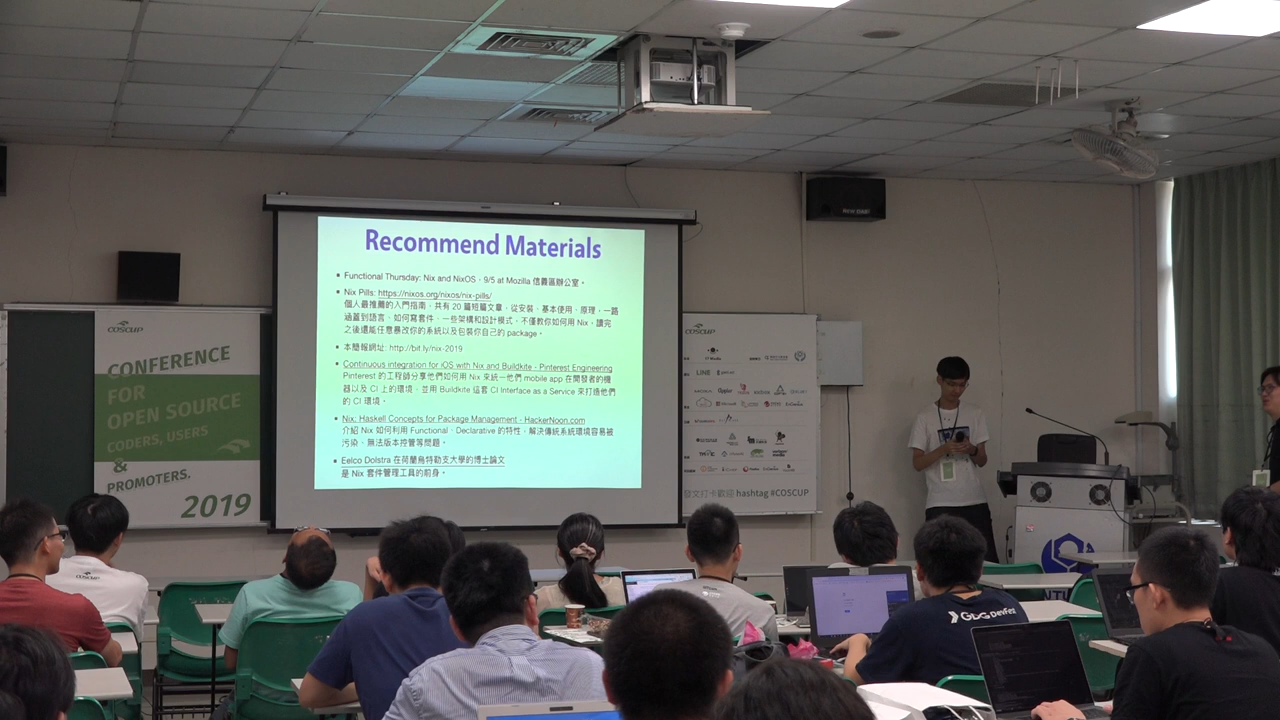 Recommend Materials
Functional Thursday: Nix and NixOS,9/5 at Mozilla 信義區辦公室。
Nix Pills: https://nixos.org/nixos/nix-pills/
個人最推薦的入門指南,共有 20 篇短篇文章,從安裝、基本使用、原理,一路
涵蓋到語言、如何寫套件、一些架構和設計模式,不僅教你如何用 Nix,讀完
之後還能任意暴改你的系統以及包裝你自己的 package。
本簡報網址: http://bit.ly/nix-2019
Continuous integration for iOS with Nix and Buildkite - Pinterest Engineering
Pinterest 的工程師分享他們如何用 Nix 來統一他們 mobile app 在開發者的機
器以及 CI 上的環境,並用 Buildkite 這套 CI Interface as a Service 來打造他們
的 CI 環境。
Nix: Haskell Concepts for Package Management - HackerNoon.com
介紹 Nix 如何利用 Functional、Declarative 的特性,解決傳統系統環境容易被
污染、無法版本控管等問題。
Eelco Dolstra 在荷蘭烏特勒支大學的博士論文
是 Nix 套件管理工具的前身。
COSCUP
CONFERENCE
FOR
OPEN SOURCE
CODERS, USERS
&
PROMOTERS.
2019
COSCUP
LINE
發文打卡歡迎 hashtag #COSCUP
GDG DevFest